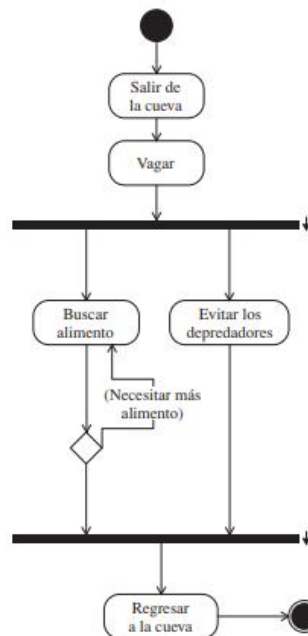 Salir de
la cueva
Vagar
Buscar
alimento
Evitar los
depredadores
(Necesitar más
alimento)
Regresar
a la cueva